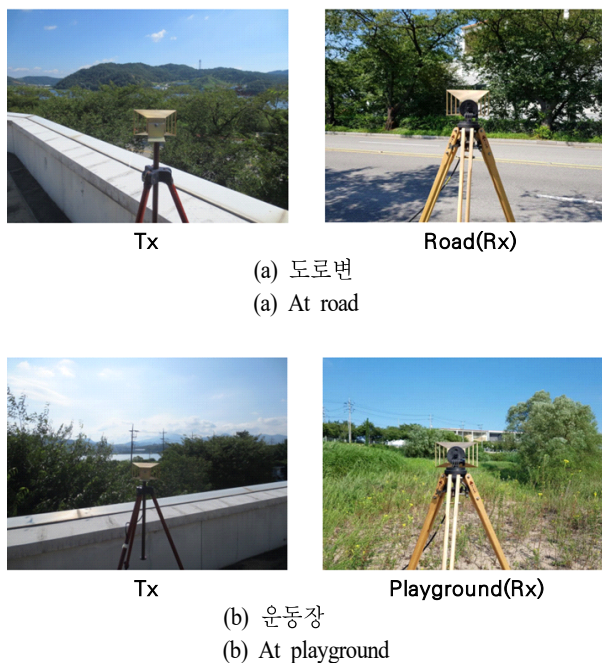 Tx Road(Rx)
(a) 도로변
(a) At road
Tx Playground(Rx)
(b) 운동장
(b) At playground